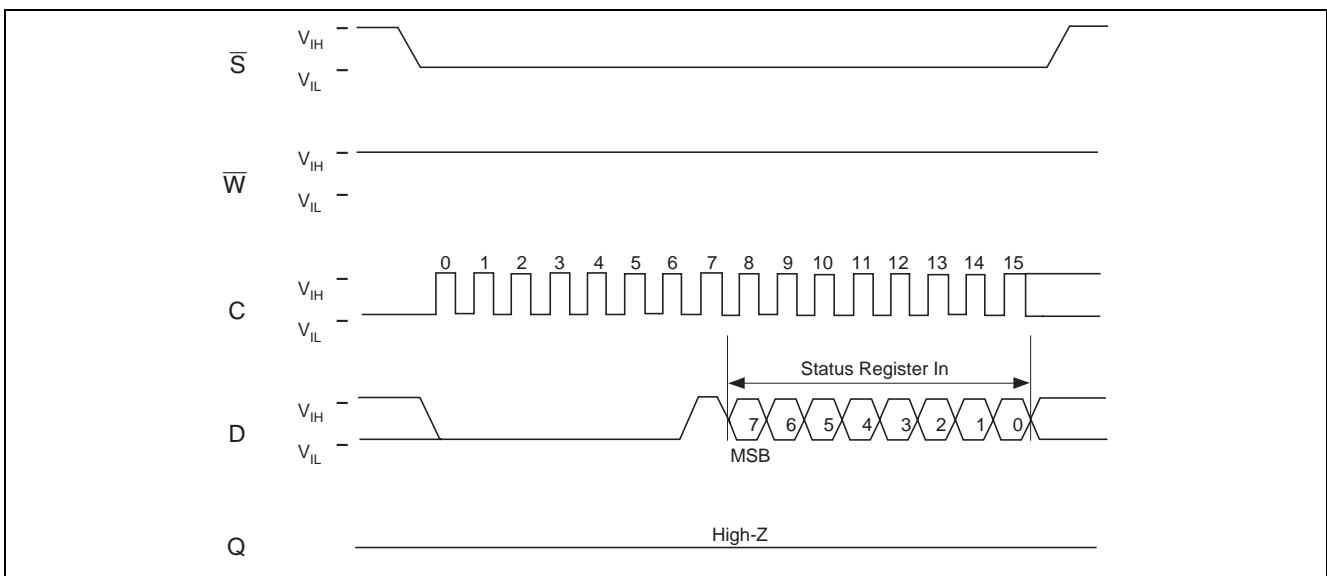 S̅
V_IH
V_IL
W̅
V_IH
V_IL
0 1 2 3 4 5 6 7 8 9 10 11 12 13 14 15
C
V_IH
V_IL
Status Register In
D
V_IH
V_IL
7 6 5 4 3 2 1 0
MSB
Q
High-Z